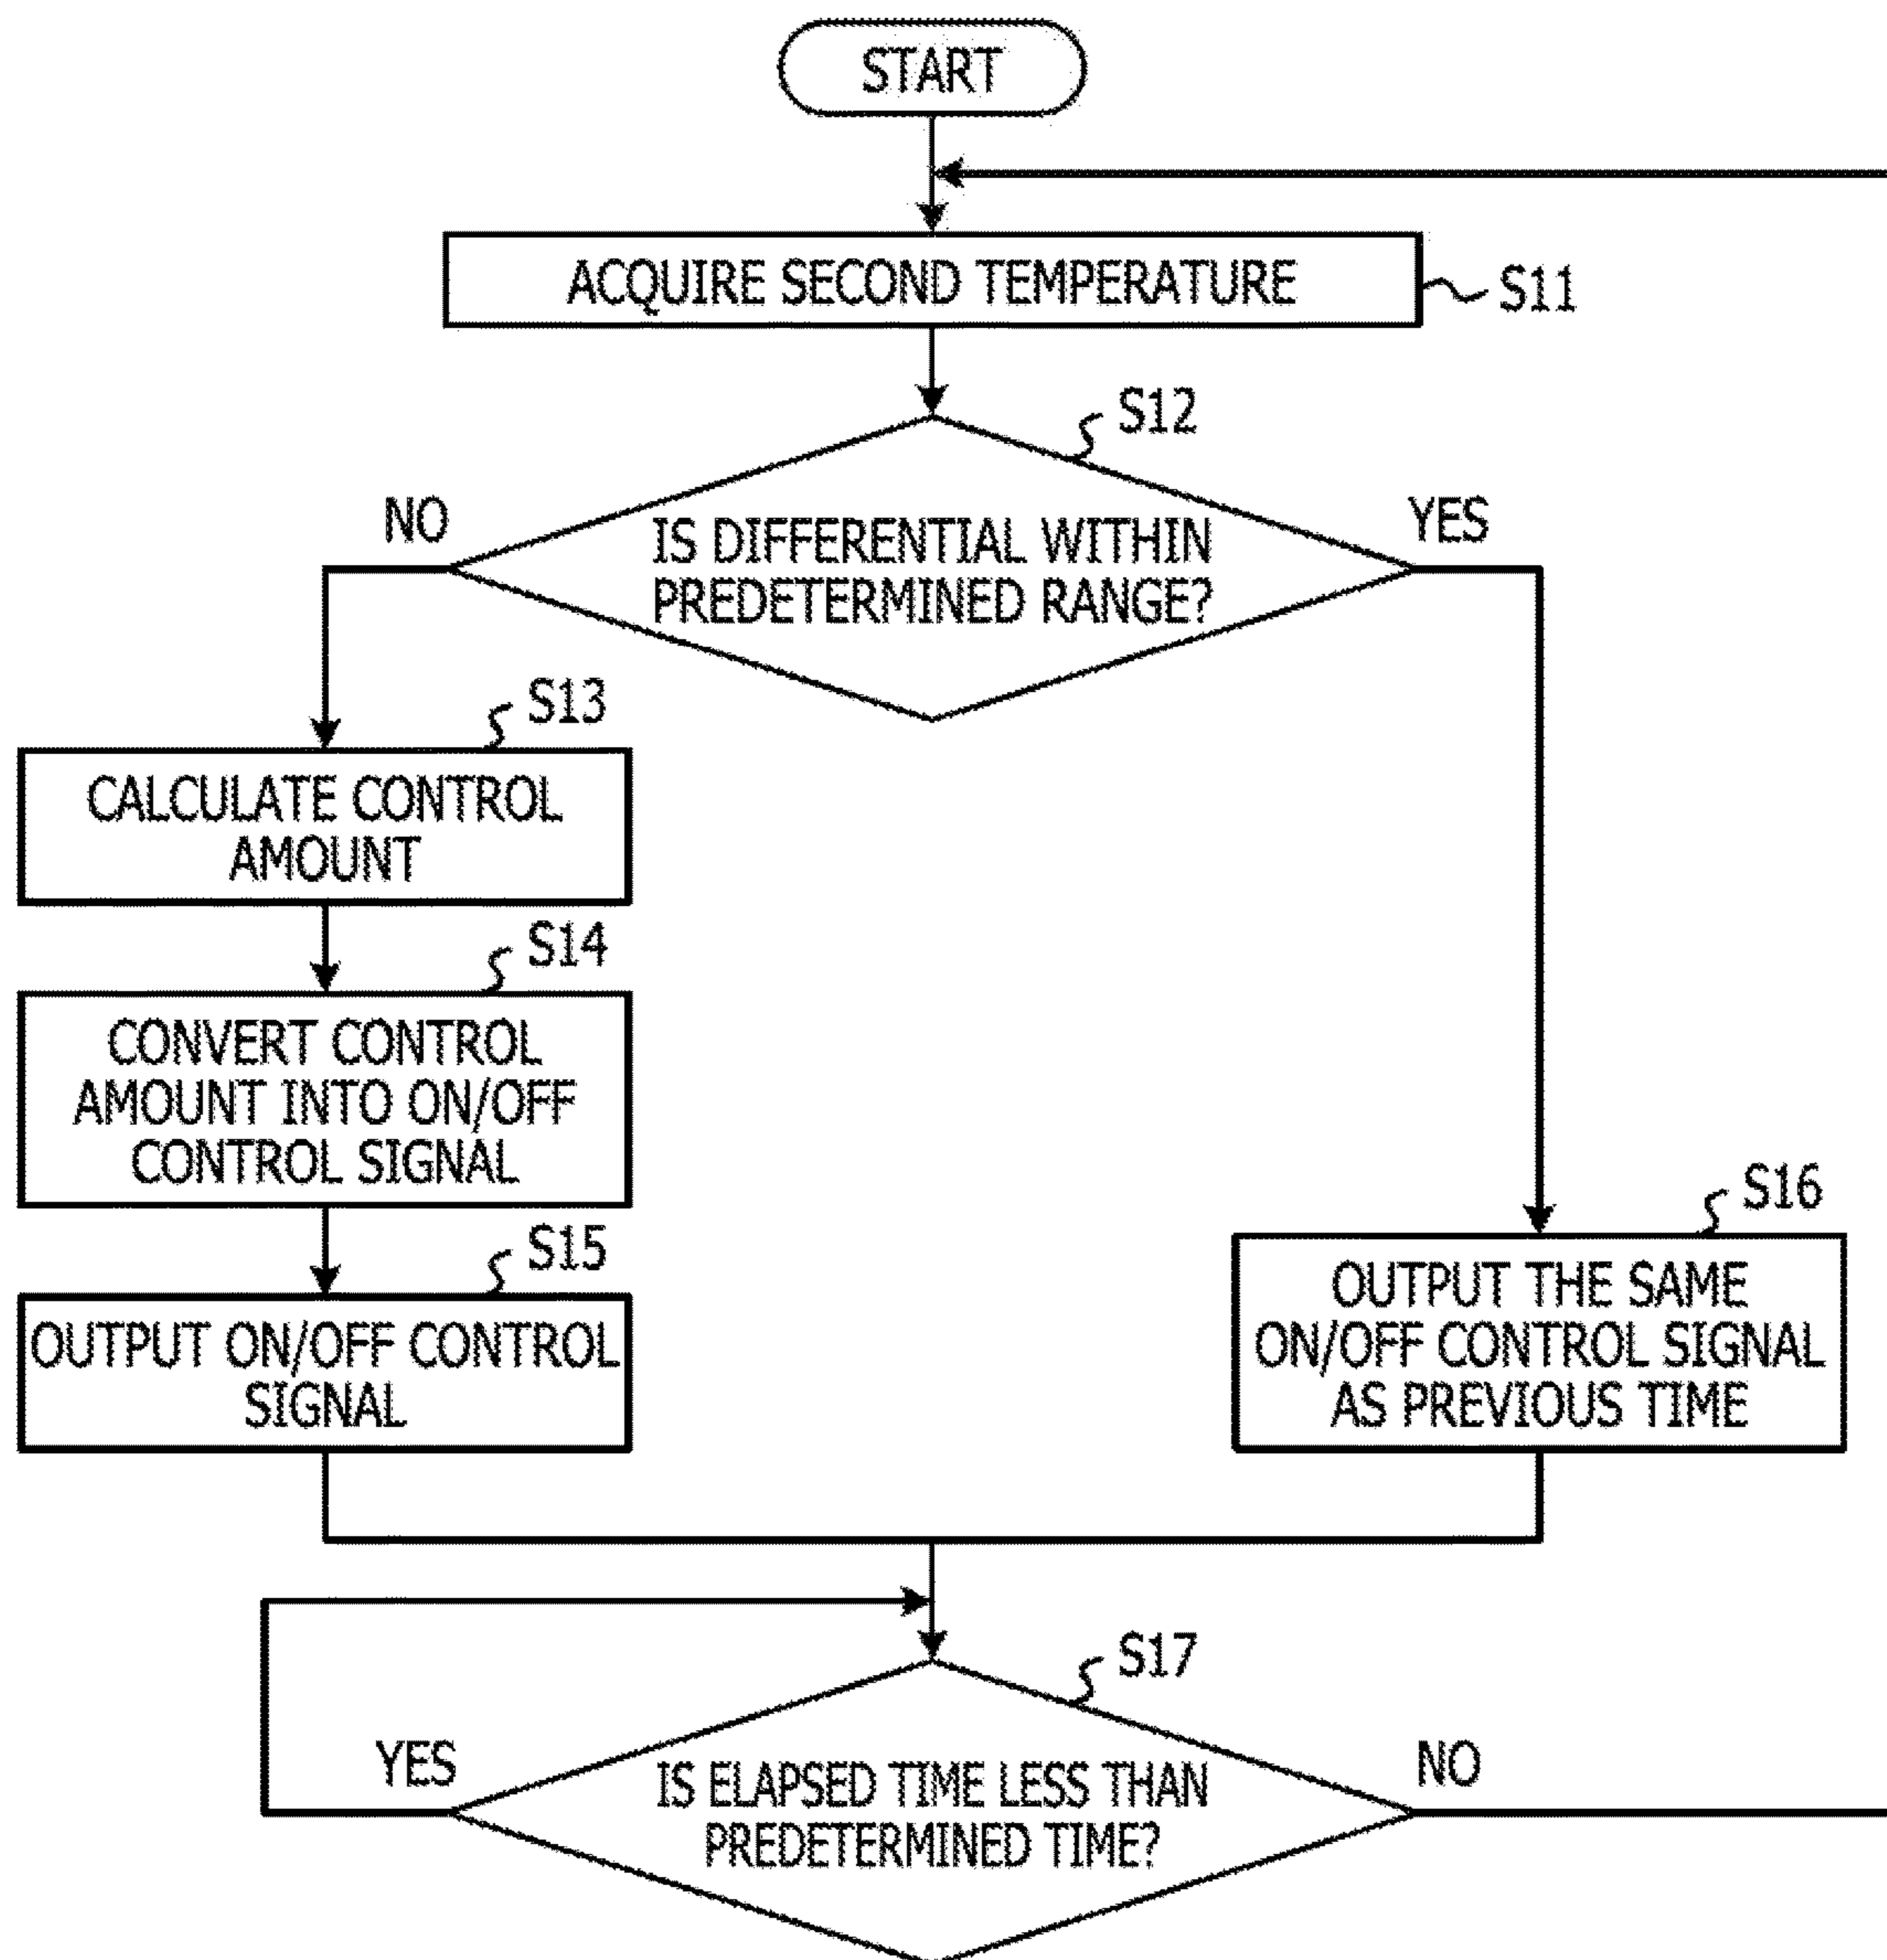 START
ACQUIRE SECOND TEMPERATURE
S11
S12
NO
YES
IS DIFFERENTIAL WITHIN
PREDETERMINED RANGE?
S13
CALCULATE CONTROL
AMOUNT
S14
CONVERT CONTROL
AMOUNT INTO ON/OFF
CONTROL SIGNAL
S15
OUTPUT ON/OFF CONTROL
SIGNAL
S16
OUTPUT THE SAME
ON/OFF CONTROL SIGNAL
AS PREVIOUS TIME
S17
YES
NO
IS ELAPSED TIME LESS THAN
PREDETERMINED TIME?